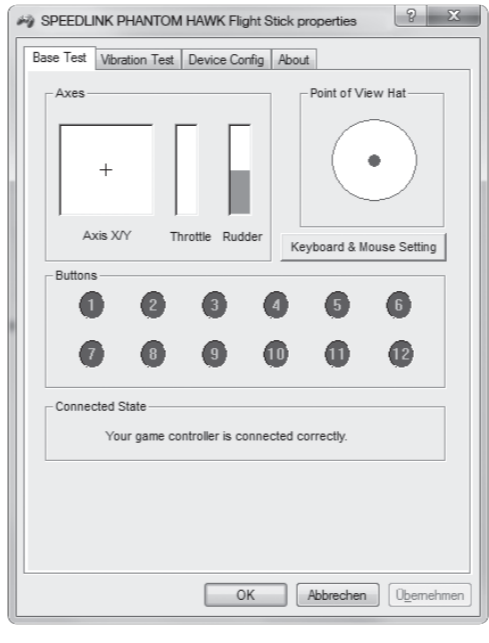 SPEEDLINK PHANTOM HAWK Flight Stick properties
?
X
Base Test Vibration Test Device Config About
Axes
Point of View Hat
Axis X/Y Throttle Rudder
Keyboard & Mouse Setting
Buttons
1 2 3 4 5 6
7 8 9 10 11 12
Connected State
Your game controller is connected correctly.
OK Abbrechen Übernehmen